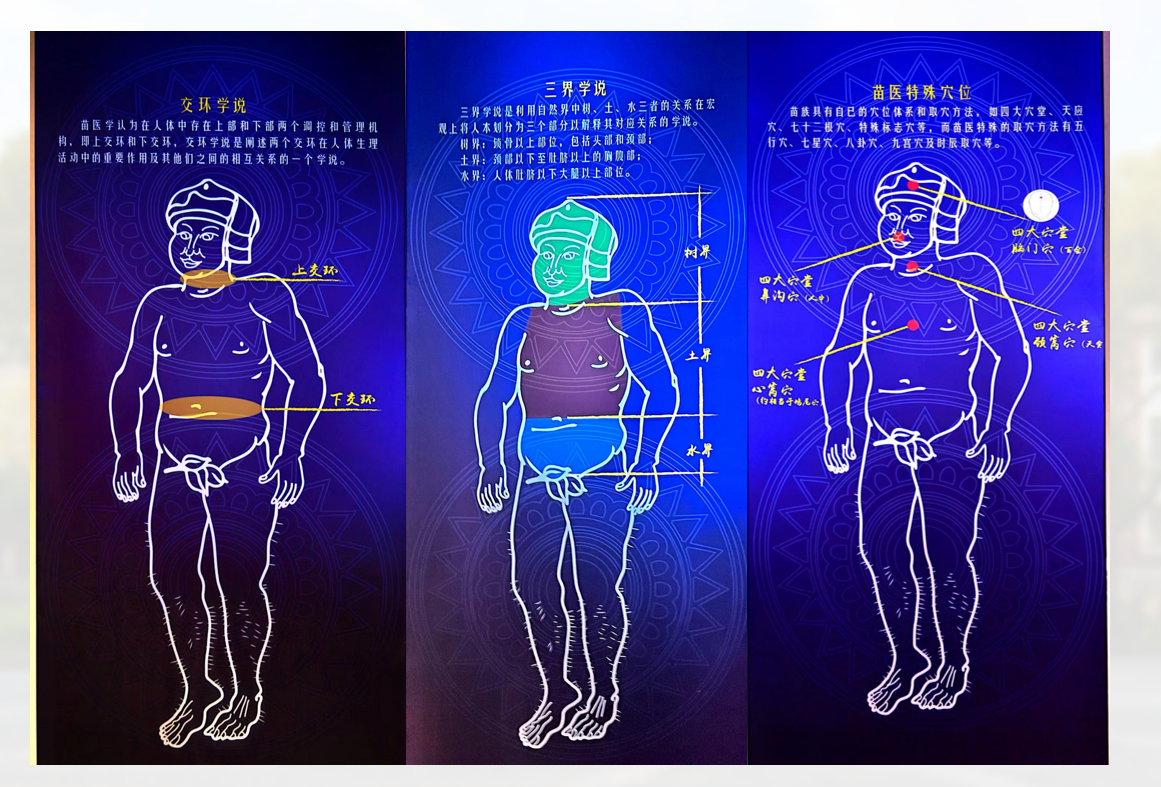 交环学说
苗医学认为在人体中存在上部和下部两个调控和管理机
构，即上交环和下交环，交环学说是阐述两个交环在人体生理
活动中的重要作用及其他们之间的相互关系的一个学说。
上交环
下交环
三界学说
三界学说是利用自然界中树、土、水三者的关系在宏
观上将人本划分为三个部分以解释其对应关系的学说。
树界：锁骨以上部位，包括头部和颈部；
土界：颈部以下至肚脐以上的胸腹部；
水界：人体肚脐以下大腿以上部位。
树界
土界
水界
苗医特殊穴位
苗族具有自已的穴位体系和取穴方法，如四大穴堂、天应
穴、七十二根穴、特殊标志穴等，而苗医特殊的取穴方法有五
行穴、七星穴、八卦穴、九宫穴及时辰取穴等。
四大穴堂
脑门穴（百会）
四大穴堂
鼻沟穴（人中）
四大穴堂
颈窝穴（天突
四大穴堂
心窝穴
（约相当于鸠尾穴）